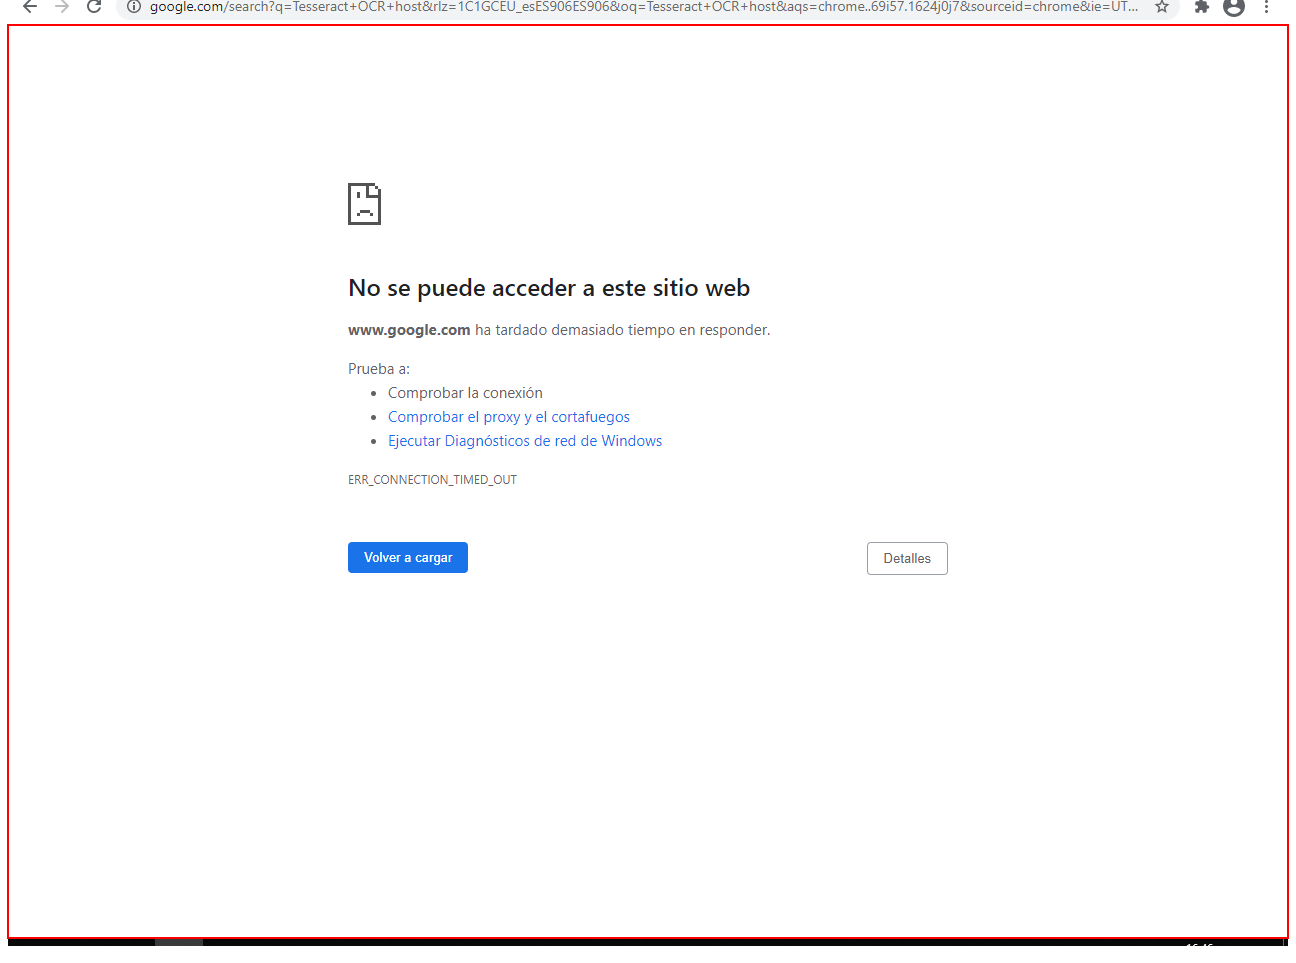 google.com/search?q=Tesseract+OCR+host&rlz=1C1GCEU_esES906ES906&oq=Tesseract+OCR+host&aqs=chrome..69i57.1624j0j7&sourceid=chrome&ie=UT...
No se puede acceder a este sitio web
www.google.com ha tardado demasiado tiempo en responder.
Prueba a:
• Comprobar la conexión
• Comprobar el proxy y el cortafuegos
• Ejecutar Diagnósticos de red de Windows
ERR_CONNECTION_TIMED_OUT
Volver a cargar
Detalles